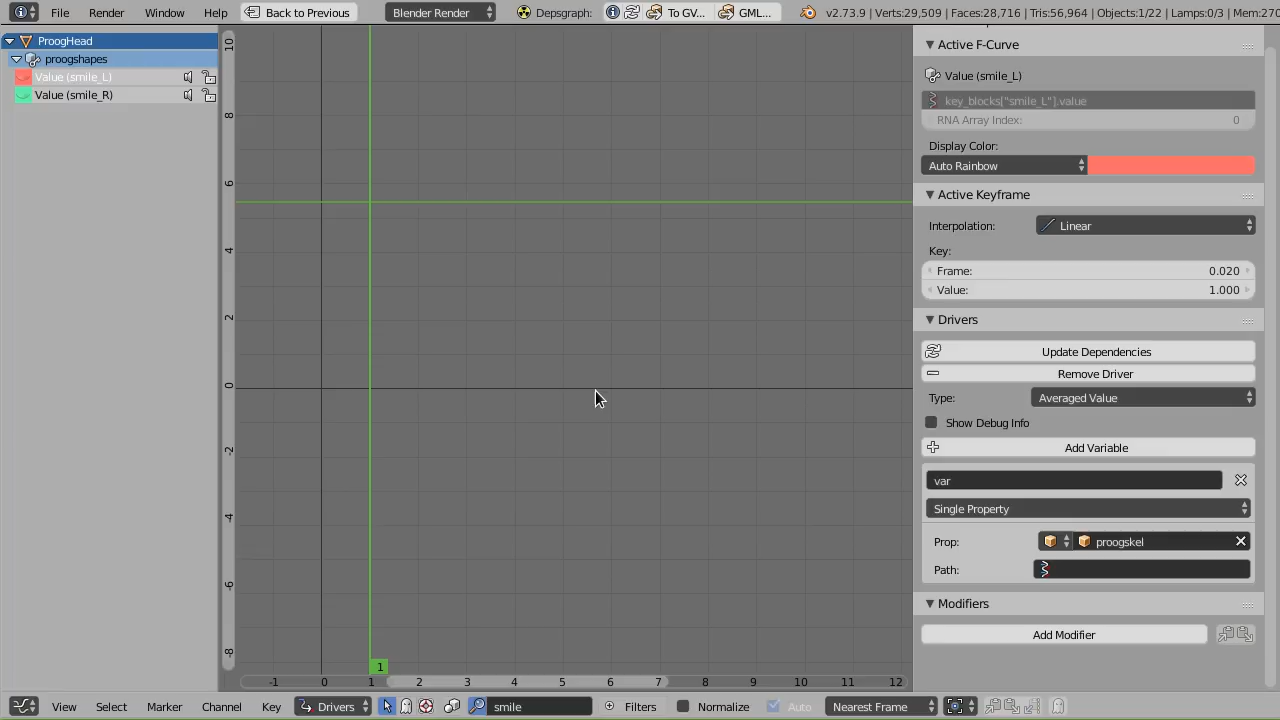 File Render Window Help Back to Previous Blender Render Depsgraph: To GV... GML... v2.73.9 | Verts:29,509 | Faces:28,716 | Tris:56,964 | Objects:1/22 | Lamps:0/3 | Mem:270
ProogHead
proogshapes
Value (smile_L)
Value (smile_R)
10
8
6
4
2
0
-2
-4
-6
-8
1
-1 0 1 2 3 4 5 6 7 8 9 10 11 12
Active F-Curve
Value (smile_L)
key_blocks["smile_L"].value
RNA Array Index: 0
Display Color:
Auto Rainbow
Active Keyframe
Interpolation: Linear
Key:
Frame: 0.020
Value: 1.000
Drivers
Update Dependencies
Remove Driver
Type: Averaged Value
Show Debug Info
Add Variable
var
Single Property
Prop: proogskel
Path:
Modifiers
Add Modifier
View Select Marker Channel Key Drivers smile Filters Normalize Auto Nearest Frame